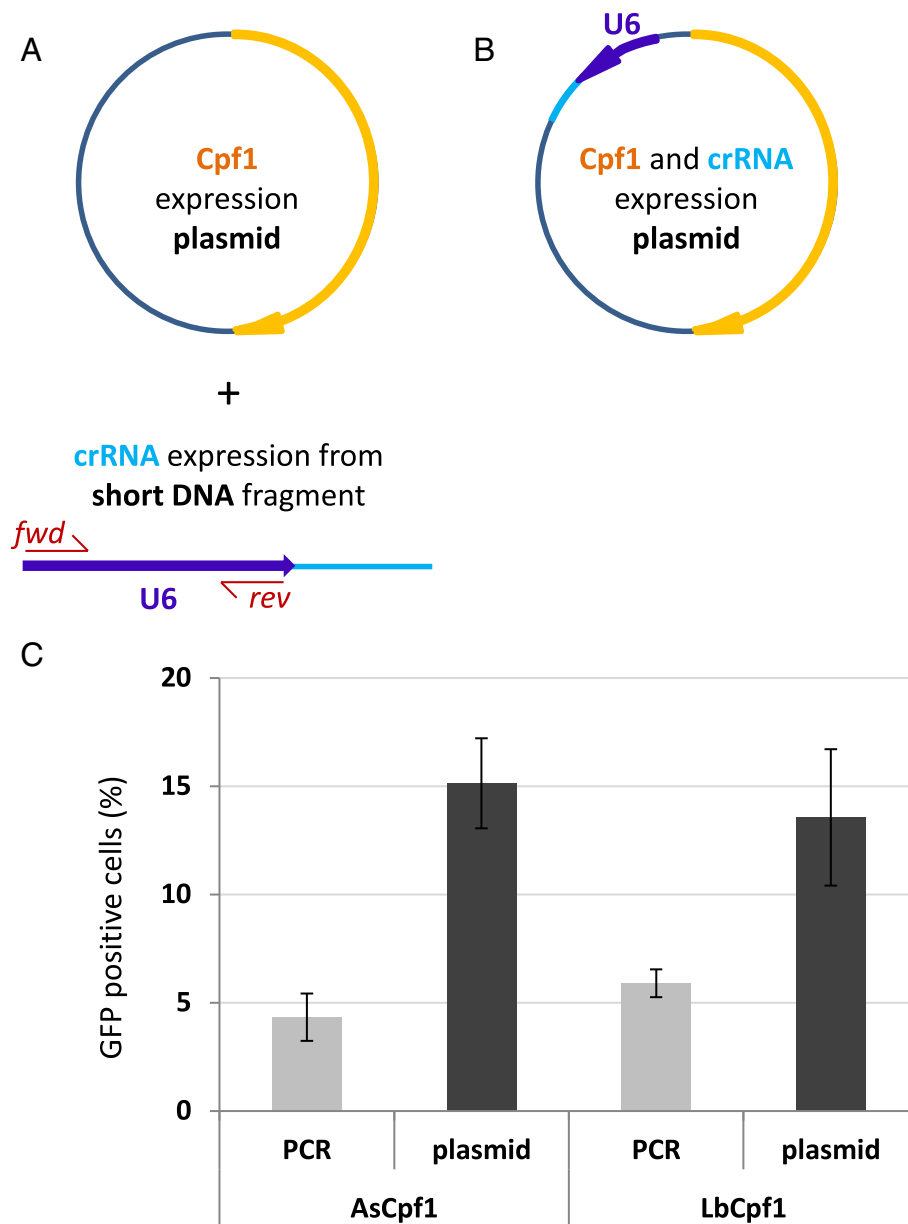 A
Cpf1
expression
plasmid
+
crRNA expression from
short DNA fragment
fwd
U6
rev
B
U6
Cpf1 and crRNA
expression
plasmid
C
GFP positive cells (%)
20
15
10
5
0
PCR
plasmid
PCR
plasmid
AsCpf1
LbCpf1